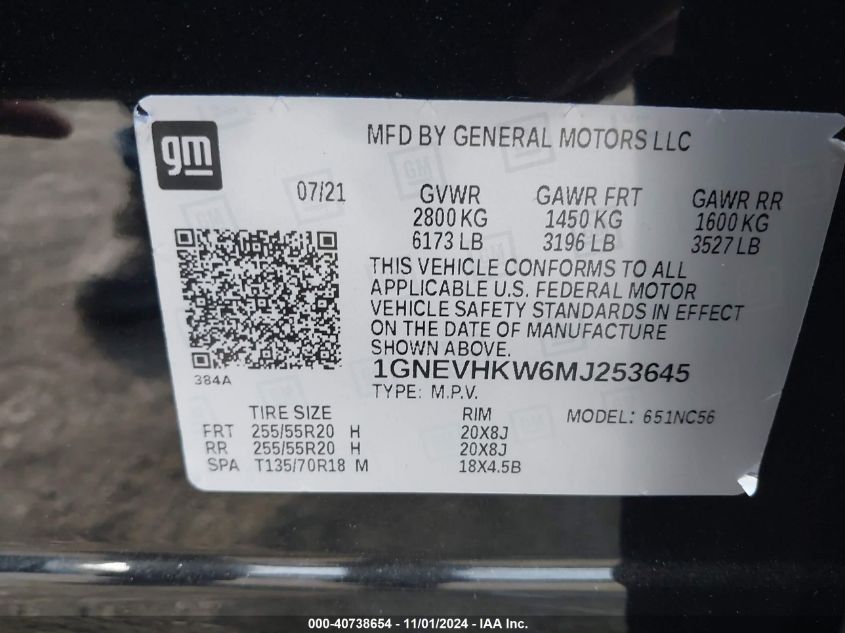 gm
MFD BY GENERAL MOTORS LLC
07/21 GVWR GAWR FRT GAWR RR
2800 KG 1450 KG 1600 KG
6173 LB 3196 LB 3527 LB
THIS VEHICLE CONFORMS TO ALL
APPLICABLE U.S. FEDERAL MOTOR
VEHICLE SAFETY STANDARDS IN EFFECT
ON THE DATE OF MANUFACTURE
SHOWN ABOVE.
384A
1GNEVHKW6MJ253645
TYPE: M.P.V.
TIRE SIZE RIM MODEL: 651NC56
FRT 255/55R20 H 20X8J
RR 255/55R20 H 20X8J
SPA T135/70R18 M 18X4.5B
000-40738654 - 11/01/2024 - IAA Inc.